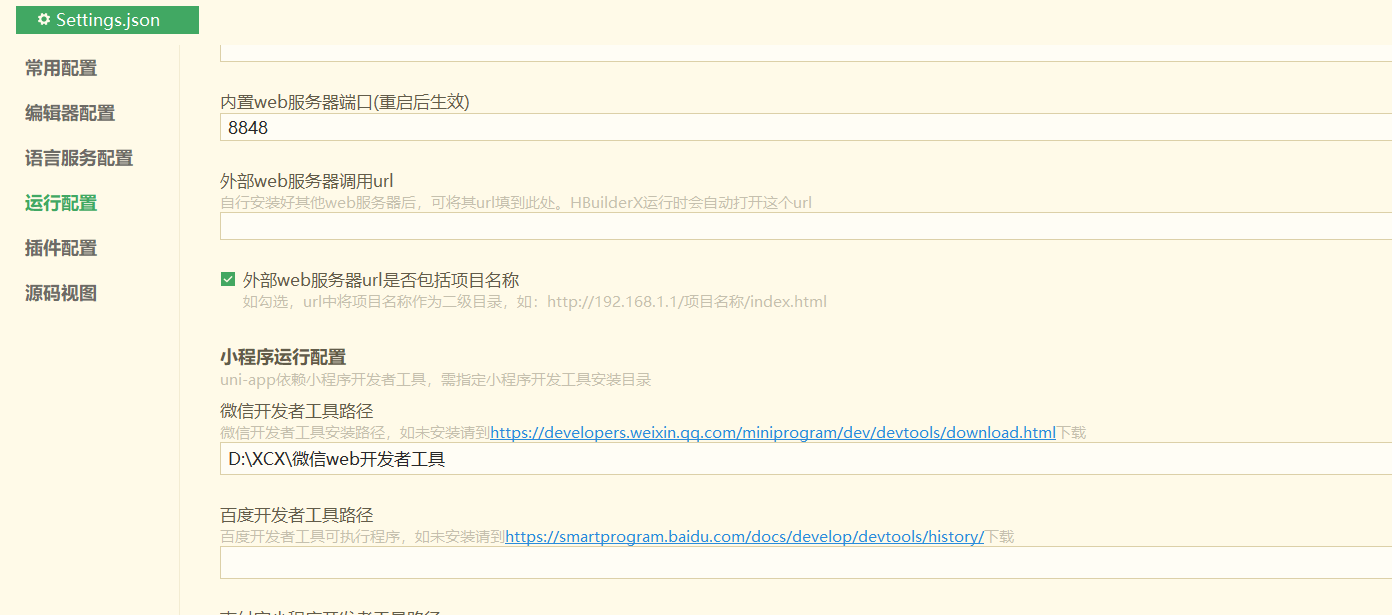 Settings.json
常用配置
编辑器配置
语言服务配置
运行配置
插件配置
源码视图
内置web服务器端口(重启后生效)
8848
外部web服务器调用url
自行安装好其他web服务器后，可将其url填到此处。HBuilderX运行时会自动打开这个url
外部web服务器url是否包括项目名称
如勾选，url中将项目名称作为二级目录，如：http://192.168.1.1/项目名称/index.html
小程序运行配置
uni-app依赖小程序开发者工具，需指定小程序开发工具安装目录
微信开发者工具路径
微信开发者工具安装路径，如未安装请到https://developers.weixin.qq.com/miniprogram/dev/devtools/download.html下载
D:\XCX\微信web开发者工具
百度开发者工具路径
百度开发者工具可执行程序，如未安装请到https://smartprogram.baidu.com/docs/develop/devtools/history/下载